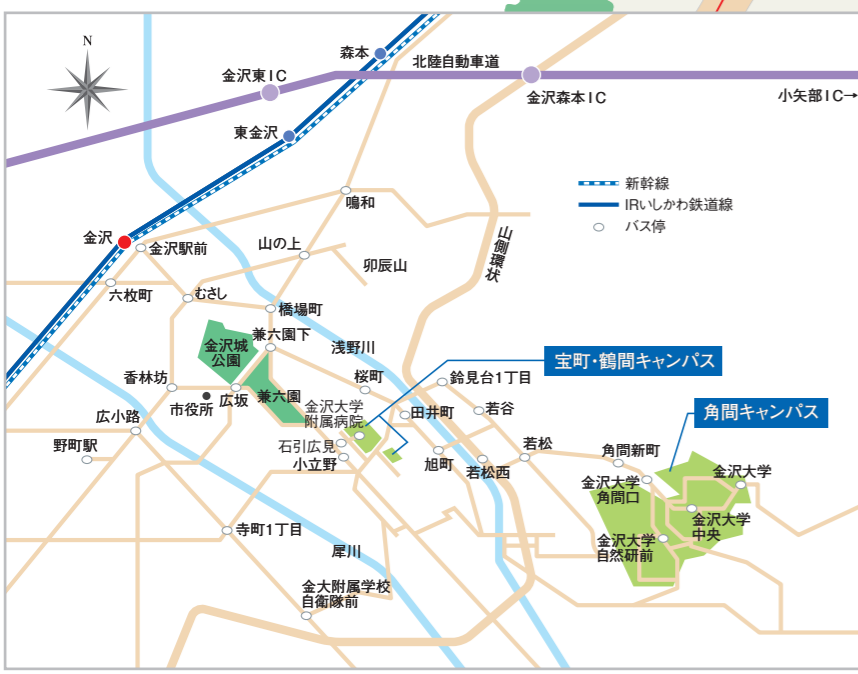 N
森本
金沢東IC
北陸自動車道
金沢森本IC
小矢部IC→
東金沢
新幹線
IRいしかわ鉄道線
バス停
鳴和
金沢
金沢駅前
山の上
卯辰山
山側環状
六枚町
むさし
橋場町
金沢城
公園
兼六園下
浅野川
宝町・鶴間キャンパス
香林坊
市役所
広坂
兼六園
桜町
鈴見台1丁目
金沢大学
附属病院
田井町
若谷
角間キャンパス
広小路
野町駅
石引広見
小立野
旭町
若松西
若松
角間新町
金沢大学
角間口
金沢大学
金沢大学
中央
金沢大学
自然研前
寺町1丁目
犀川
金大附属学校
自衛隊前